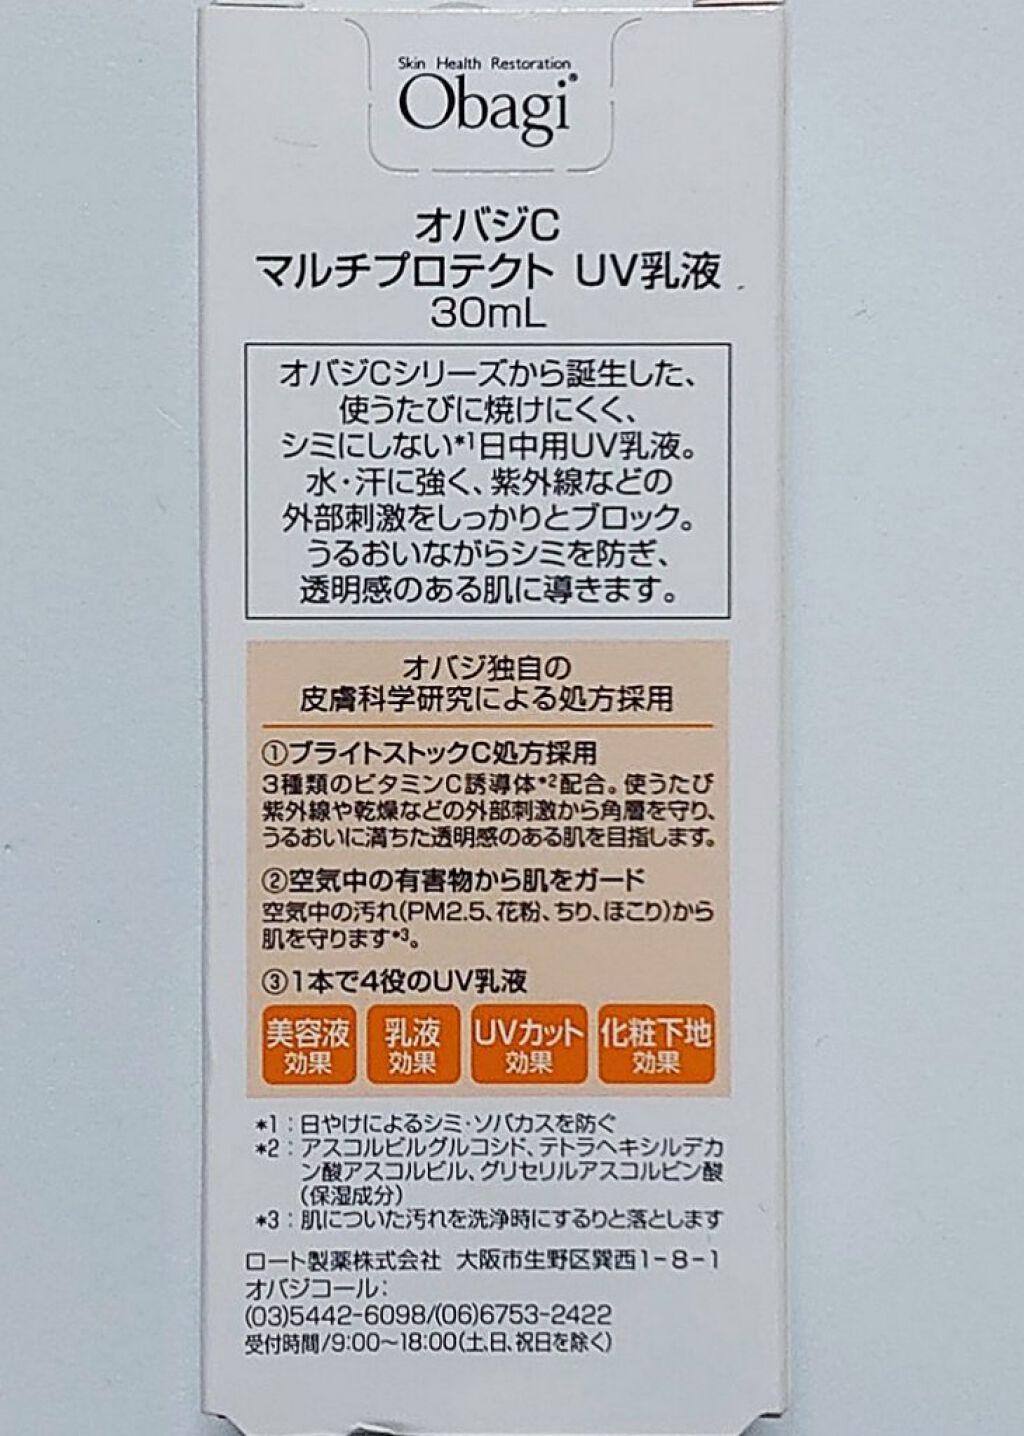 Skin Health Restoration
Obagi®
オバジC
マルチプロテクト UV乳液
30mL
オバジCシリーズから誕生した、
使うたびに焼けにくく、
シミにしない*1日中用UV乳液。
水・汗に強く、紫外線などの
外部刺激をしっかりとブロック。
うるおいながらシミを防ぎ、
透明感のある肌に導きます。
オバジ独自の
皮膚科学研究による処方採用
①ブライトストックC処方採用
3種類のビタミンC誘導体*2配合。使うたび
紫外線や乾燥などの外部刺激から角層を守り、
うるおいに満ちた透明感のある肌を目指します。
②空気中の有害物から肌をガード
空気中の汚れ(PM2.5、花粉、ちり、ほこり)から
肌を守ります*3。
③1本で4役のUV乳液
美容液 乳液 UVカット 化粧下地
効果 効果 効果 効果
*1：日やけによるシミ・ソバカスを防ぐ
*2：アスコルビルグルコシド、テトラヘキシルデカ
ン酸アスコルビル、グリセリルアスコルビン酸
(保湿成分)
*3：肌についた汚れを洗浄時にするりと落とします
ロート製薬株式会社 大阪市生野区巽西1-8-1
オバジコール：
(03)5442-6098/(06)6753-2422
受付時間/9:00～18:00(土、日、祝日を除く)